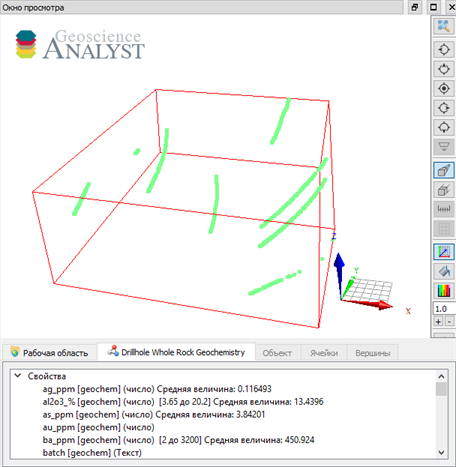 Окно просмотра
Geoscience
ANALYST
Z
Y
X
1.0
+ -
Рабочая область Drillhole Whole Rock Geochemistry Объект Ячейки Вершины
Свойства
ag_ppm [geochem] (число) Средняя величина: 0.116493
al2o3_% [geochem] (число) [3.65 до 20.2] Средняя величина: 13.4396
as_ppm [geochem] (число) Средняя величина: 3.84201
au_ppm [geochem] (число)
ba_ppm [geochem] (число) [2 до 3200] Средняя величина: 450.924
batch [geochem] (Текст)